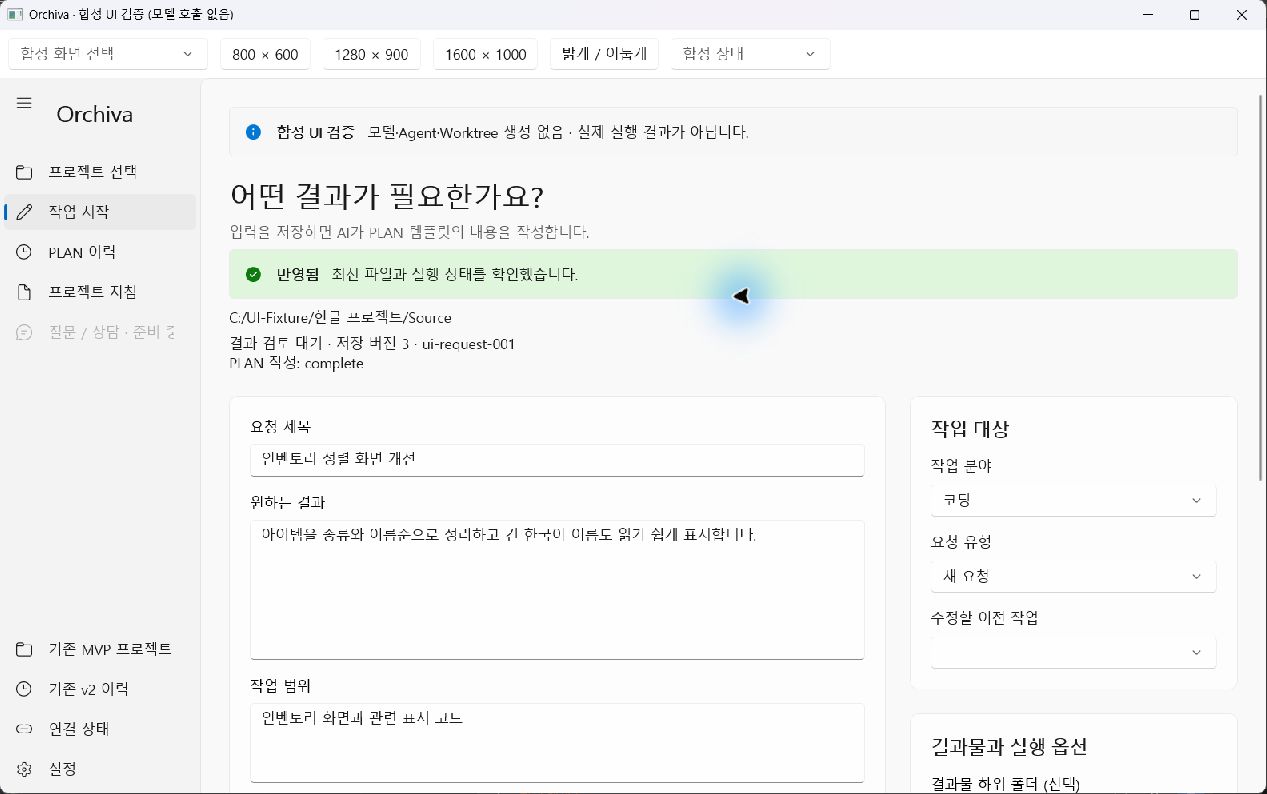 Orchiva · 합성 UI 검증 (모델 호출 없음)
합성 화면 선택
800 × 600
1280 × 900
1600 × 1000
밝게 / 어둡게
합성 상태
Orchiva
프로젝트 선택
작업 시작
PLAN 이력
프로젝트 지침
질문 / 상담 · 준비 중
기존 MVP 프로젝트
기존 v2 이력
연결 상태
설정
합성 UI 검증 모델·Agent·Worktree 생성 없음 · 실제 실행 결과가 아닙니다.
어떤 결과가 필요한가요?
입력을 저장하면 AI가 PLAN 템플릿의 내용을 작성합니다.
반영됨 최신 파일과 실행 상태를 확인했습니다.
C:/UI-Fixture/한글 프로젝트/Source
결과 검토 대기 · 저장 버전 3 · ui-request-001
PLAN 작성: complete
요청 제목
인벤토리 정렬 화면 개선
원하는 결과
아이템을 종류와 이름순으로 정리하고 긴 한국어 이름도 읽기 쉽게 표시합니다.
작업 범위
인벤토리 화면과 관련 표시 코드
작업 대상
작업 분야
코딩
요청 유형
새 요청
수정할 이전 작업
결과물과 실행 옵션
결과물 하위 폴더 (선택)